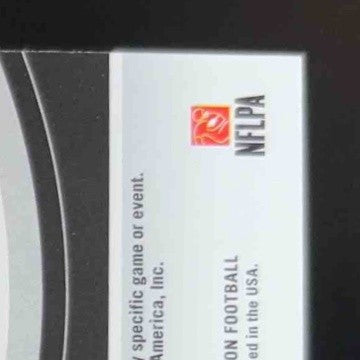 specific game or event.
America, Inc.
ON FOOTBALL
ed in the USA.
NFLPA